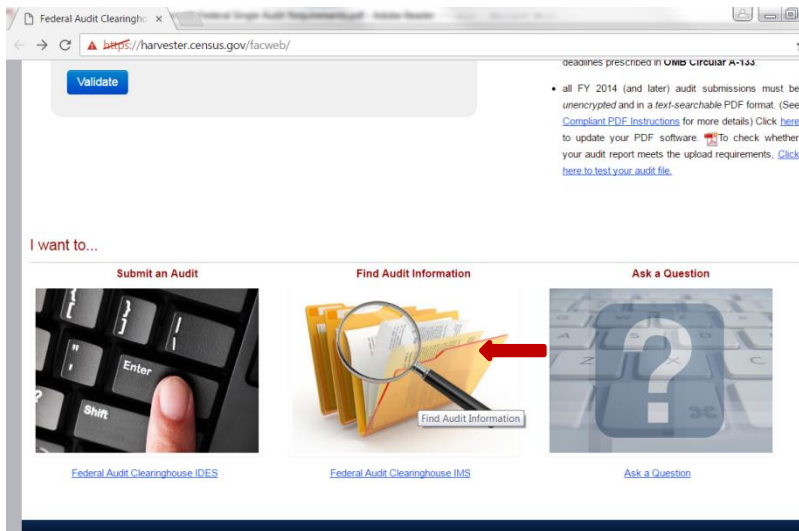 Federal Audit Clearingho
https://harvester.census.gov/facweb/
Validate
deadlines prescribed in OMB Circular A-133.
• all FY 2014 (and later) audit submissions must be
unencrypted and in a text-searchable PDF format. (See
Compliant PDF Instructions for more details) Click here
to update your PDF software. To check whether
your audit report meets the upload requirements, Click
here to test your audit file.
I want to...
Submit an Audit
Find Audit Information
Ask a Question
Enter
Shift
?
Find Audit Information
Federal Audit Clearinghouse IDES
Federal Audit Clearinghouse IMS
Ask a Question